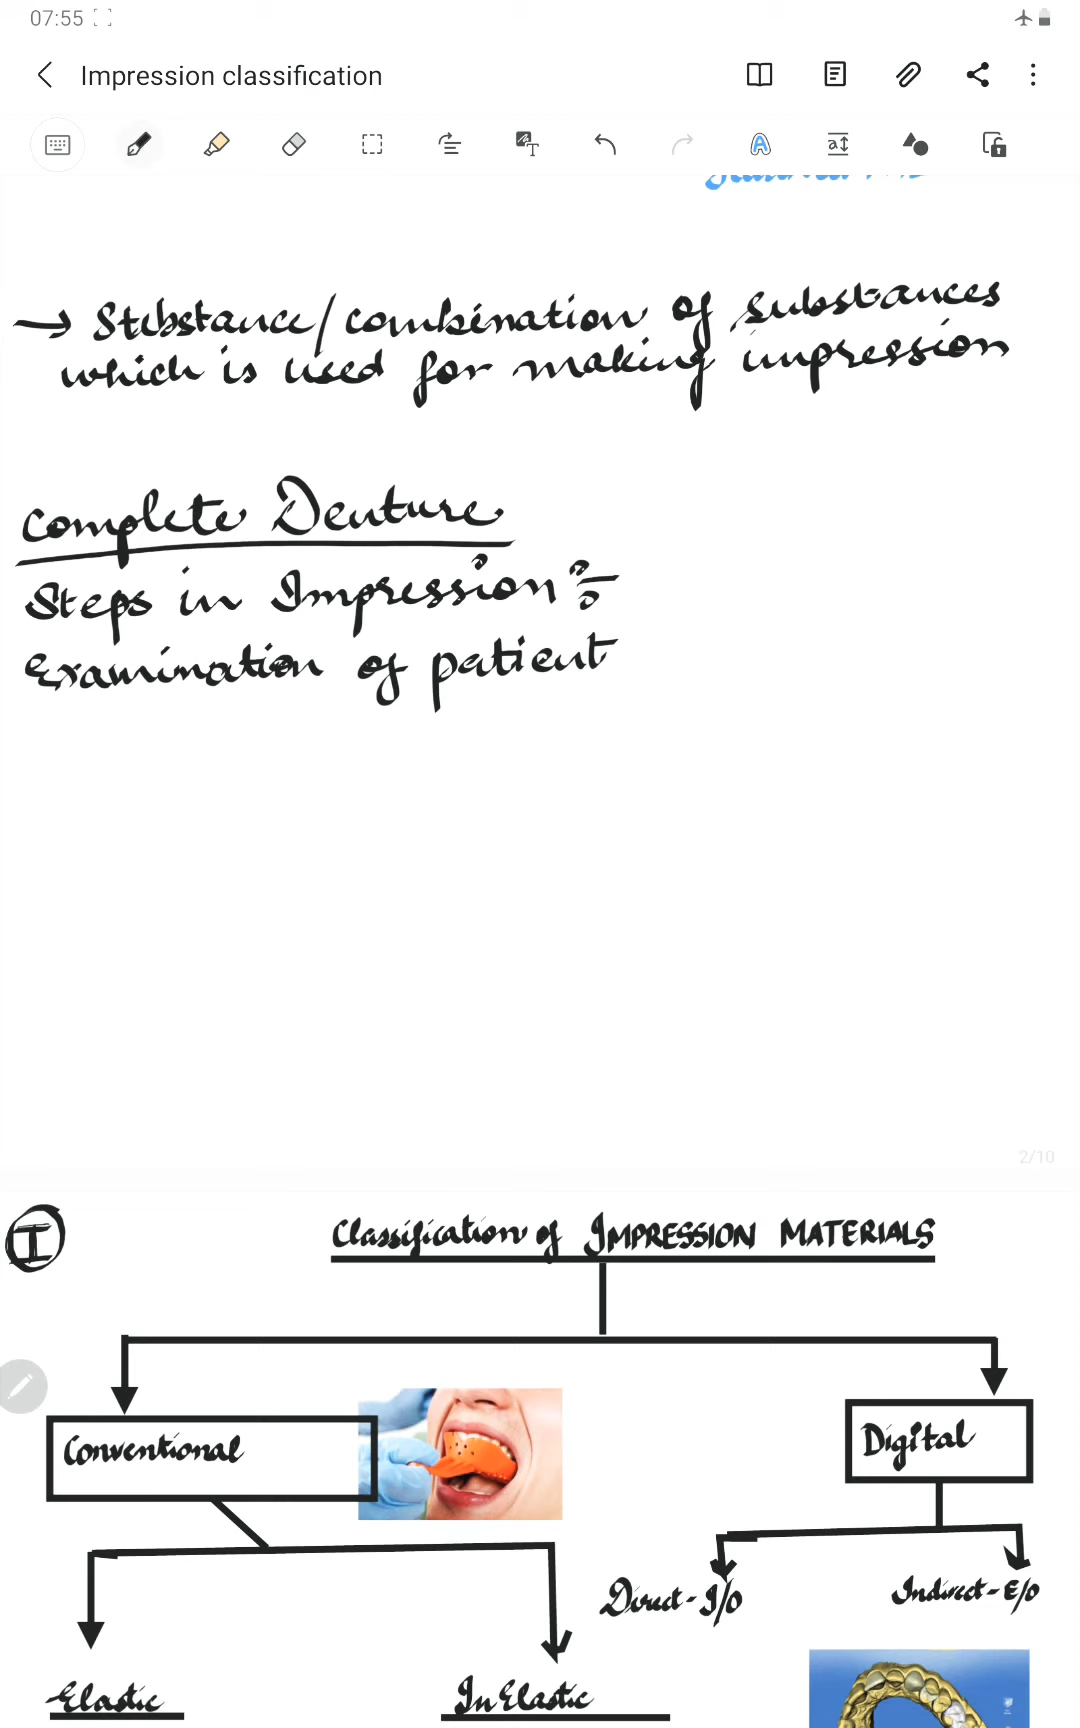 07:55
Impression classification
→ Substance/combination of substances
which is used for making impression
Complete Denture
Steps in Impression :-
Examination of patient
2/10
I
Classification of IMPRESSION MATERIALS
Conventional
Digital
Direct - I/O
Indirect - E/O
Elastic
InElastic